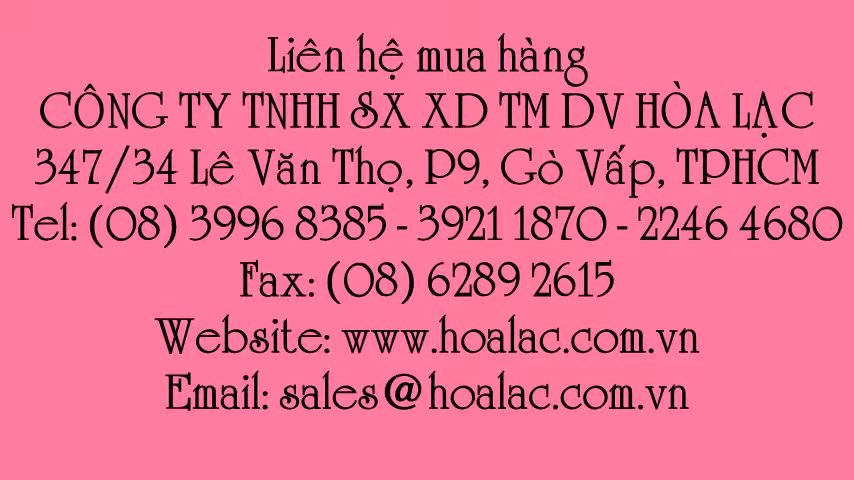 Liên hệ mua hàng
CÔNG TY TNHH SX XD TM DV HÒA LẠC
347/34 Lê Văn Thọ, P9, Gò Vấp, TPHCM
Tel: (08) 3996 8385 - 3921 1870 - 2246 4680
Fax: (08) 6289 2615
Website: www.hoalac.com.vn
Email: sales@hoalac.com.vn